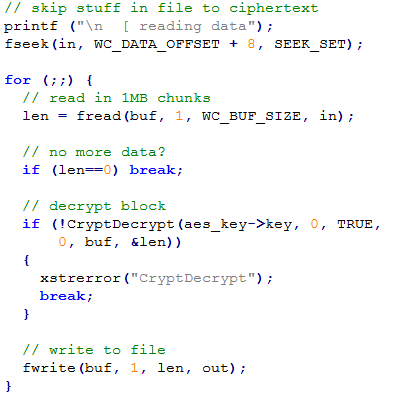 // skip stuff in file to ciphertext
printf ("\n  [ reading data");
fseek(in, WC_DATA_OFFSET + 8, SEEK_SET);

for (;;) {
  // read in 1MB chunks
  len = fread(buf, 1, WC_BUF_SIZE, in);

  // no more data?
  if (len==0) break;

  // decrypt block
  if (!CryptDecrypt(aes_key->key, 0, TRUE,
      0, buf, &len))
  {
    xstrerror("CryptDecrypt");
    break;
  }

  // write to file
  fwrite(buf, 1, len, out);
}